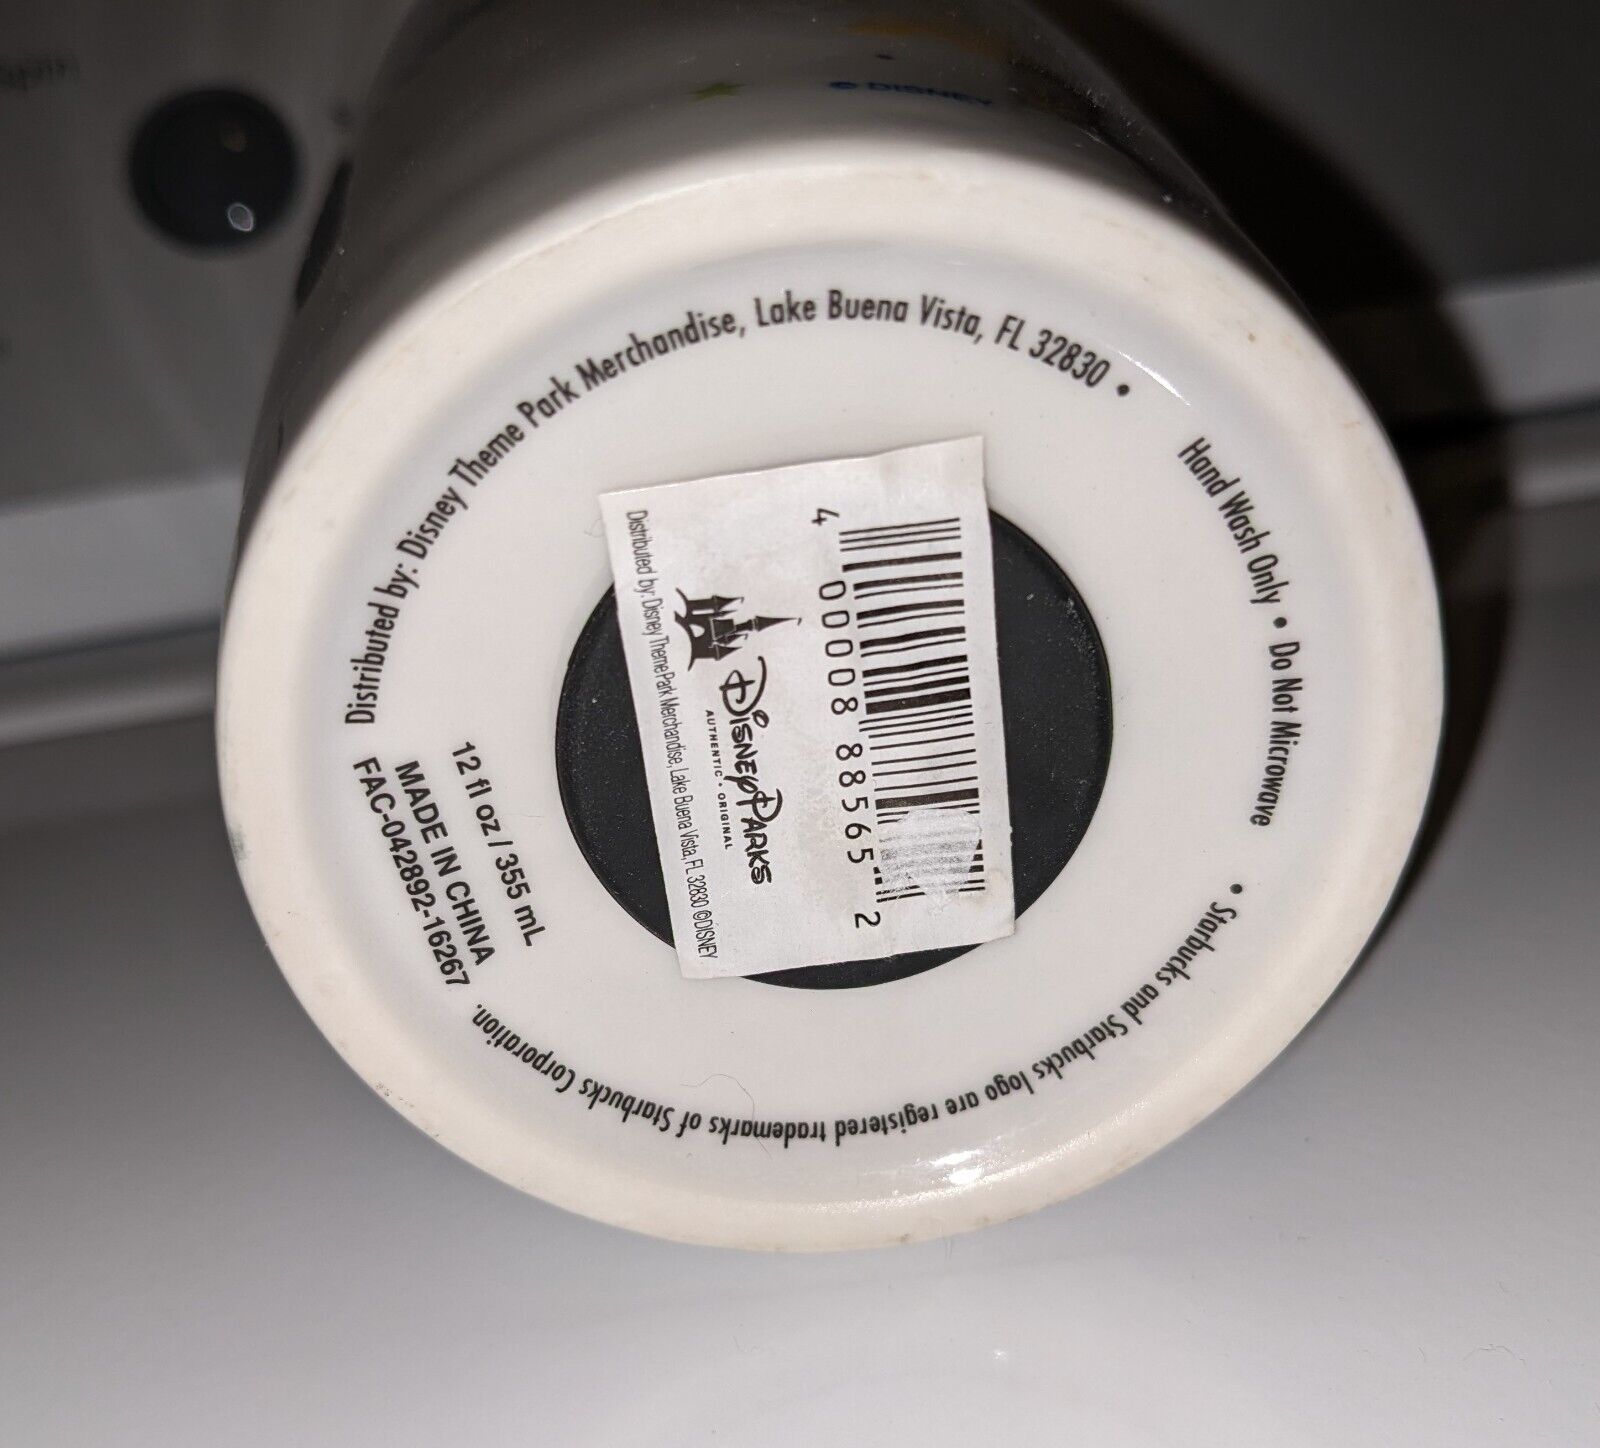 © DISNEY
Distributed by: Disney Theme Park Merchandise, Lake Buena Vista, FL 32830 •
Hand Wash Only • Do Not Microwave
• Starbucks and Starbucks logo are registered trademarks of Starbucks Corporation.
12 fl oz / 355 mL
MADE IN CHINA
FAC-042892-16267
4 00008 88565 2
Disney Parks
AUTHENTIC • ORIGINAL
Distributed by: Disney Theme Park Merchandise, Lake Buena Vista, FL 32830 ©DISNEY